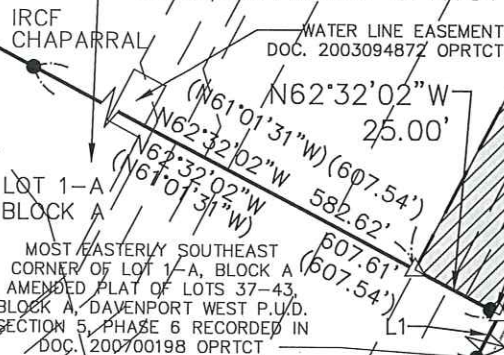 IRCF
CHAPARRAL
WATER LINE EASEMENT
DOC. 2003094872 OPRTCT
N62°32'02"W
25.00'
(N61°01'31"W) (607.54')
N62°32'02"W 582.62'
N62°32'02"W 607.61'
(N61°01'31"W) (607.54')
LOT 1-A
BLOCK A
MOST EASTERLY SOUTHEAST
CORNER OF LOT 1-A, BLOCK A
AMENDED PLAT OF LOTS 37-43,
BLOCK A, DAVENPORT WEST P.U.D.
SECTION 5, PHASE 6 RECORDED IN
DOC. 200700198 OPRTCT
L1